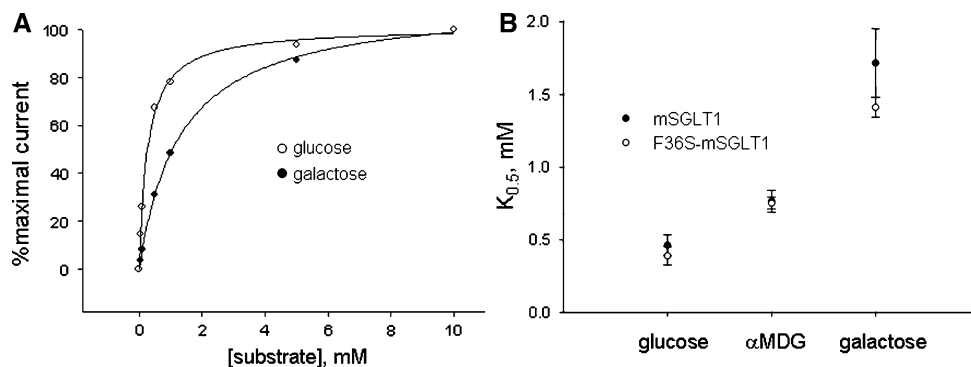 A
%maximal current
100
80
60
40
20
0
glucose
galactose
0
2
4
6
8
10
[substrate], mM
B
K0.5, mM
2.0
1.5
1.0
0.5
0.0
mSGLT1
F36S-mSGLT1
glucose
αMDG
galactose